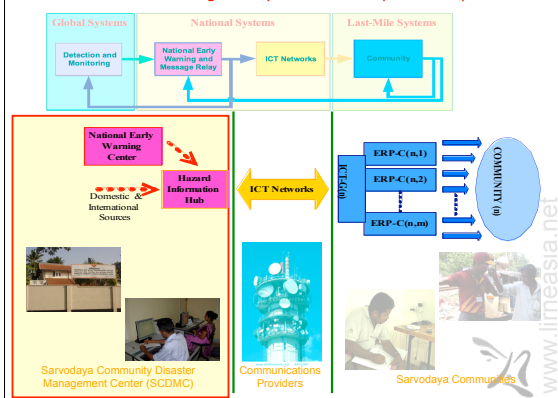 Global Systems
National Systems
Last-Mile Systems
Detection and
Monitoring
National Early
Warning and
Message Relay
ICT Networks
Community
National Early
Warning
Center
Hazard
Information
Hub
Domestic &
International
Sources
ICT Networks
ICT-G(n)
ERP-C(n,1)
ERP-C(n,2)
ERP-C(n,m)
COMMUNITY (n)
Sarvodaya Community Disaster
Management Center (SCDMC)
Communications
Providers
Sarvodaya Communities
www.lirneasia.net